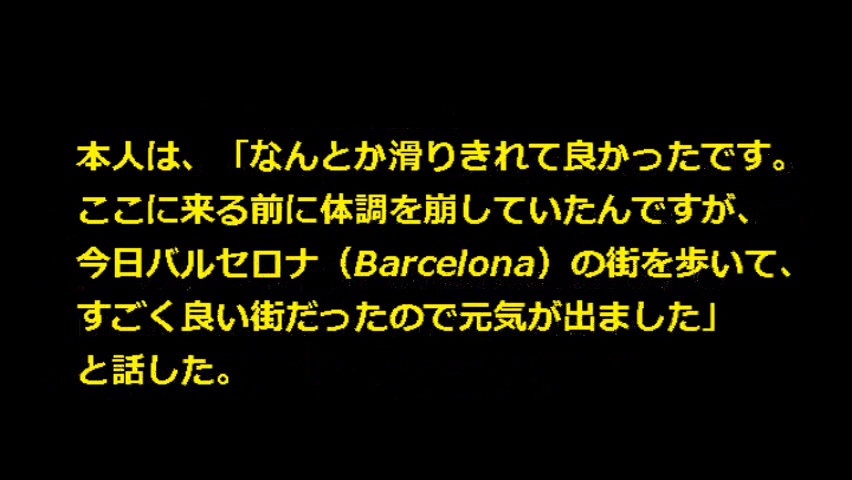 本人は、「なんとか滑りきれて良かったです。
ここに来る前に体調を崩していたんですが、
今日バルセロナ（Barcelona）の街を歩いて、
すごく良い街だったので元気が出ました」
と話した。